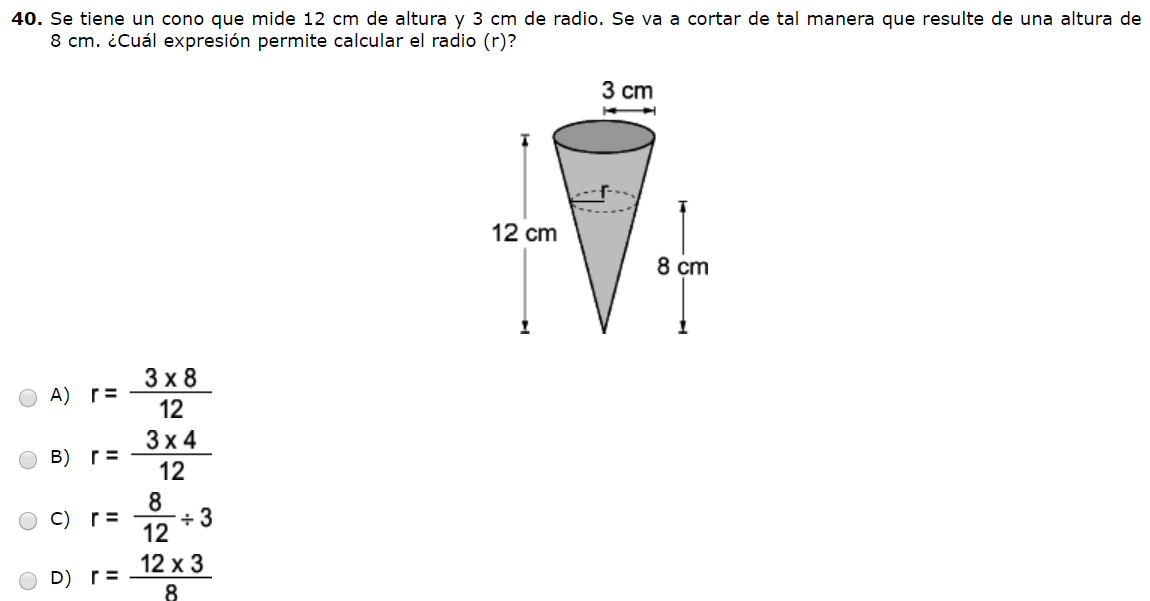 40. Se tiene un cono que mide 12 cm de altura y 3 cm de radio. Se va a cortar de tal manera que resulte de una altura de
8 cm. ¿Cuál expresión permite calcular el radio (r)?
3 cm
r
12 cm
8 cm
A) r = 3 x 8 / 12
B) r = 3 x 4 / 12
C) r = 8 / 12 ÷ 3
D) r = 12 x 3 / 8